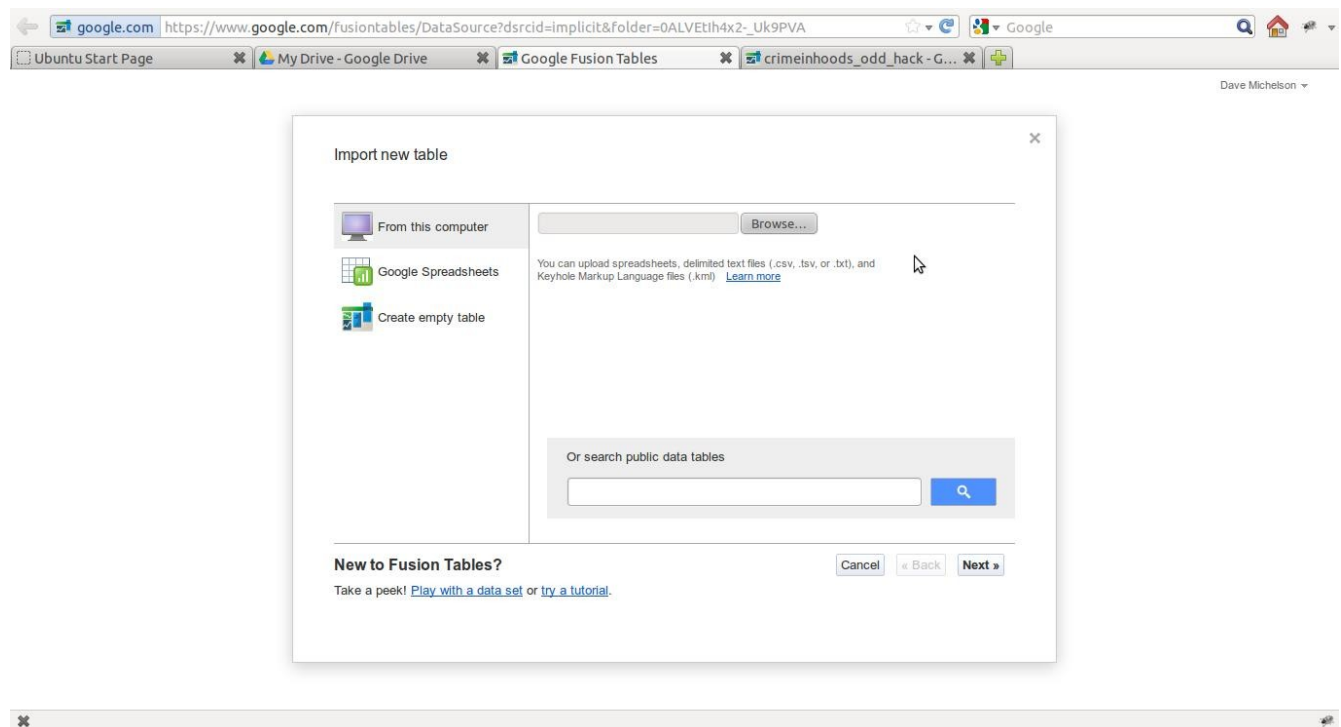 google.com https://www.google.com/fusiontables/DataSource?dsrcid=implicit&folder=0ALVEtIh4x2-_Uk9PVA Google
Ubuntu Start Page My Drive - Google Drive Google Fusion Tables crimeinhoods_odd_hack - G...
Dave Michelson
Import new table
From this computer
Browse...
Google Spreadsheets
You can upload spreadsheets, delimited text files (.csv, .tsv, or .txt), and
Keyhole Markup Language files (.kml) Learn more
Create empty table
Or search public data tables
New to Fusion Tables?
Cancel « Back Next »
Take a peek! Play with a data set or try a tutorial.